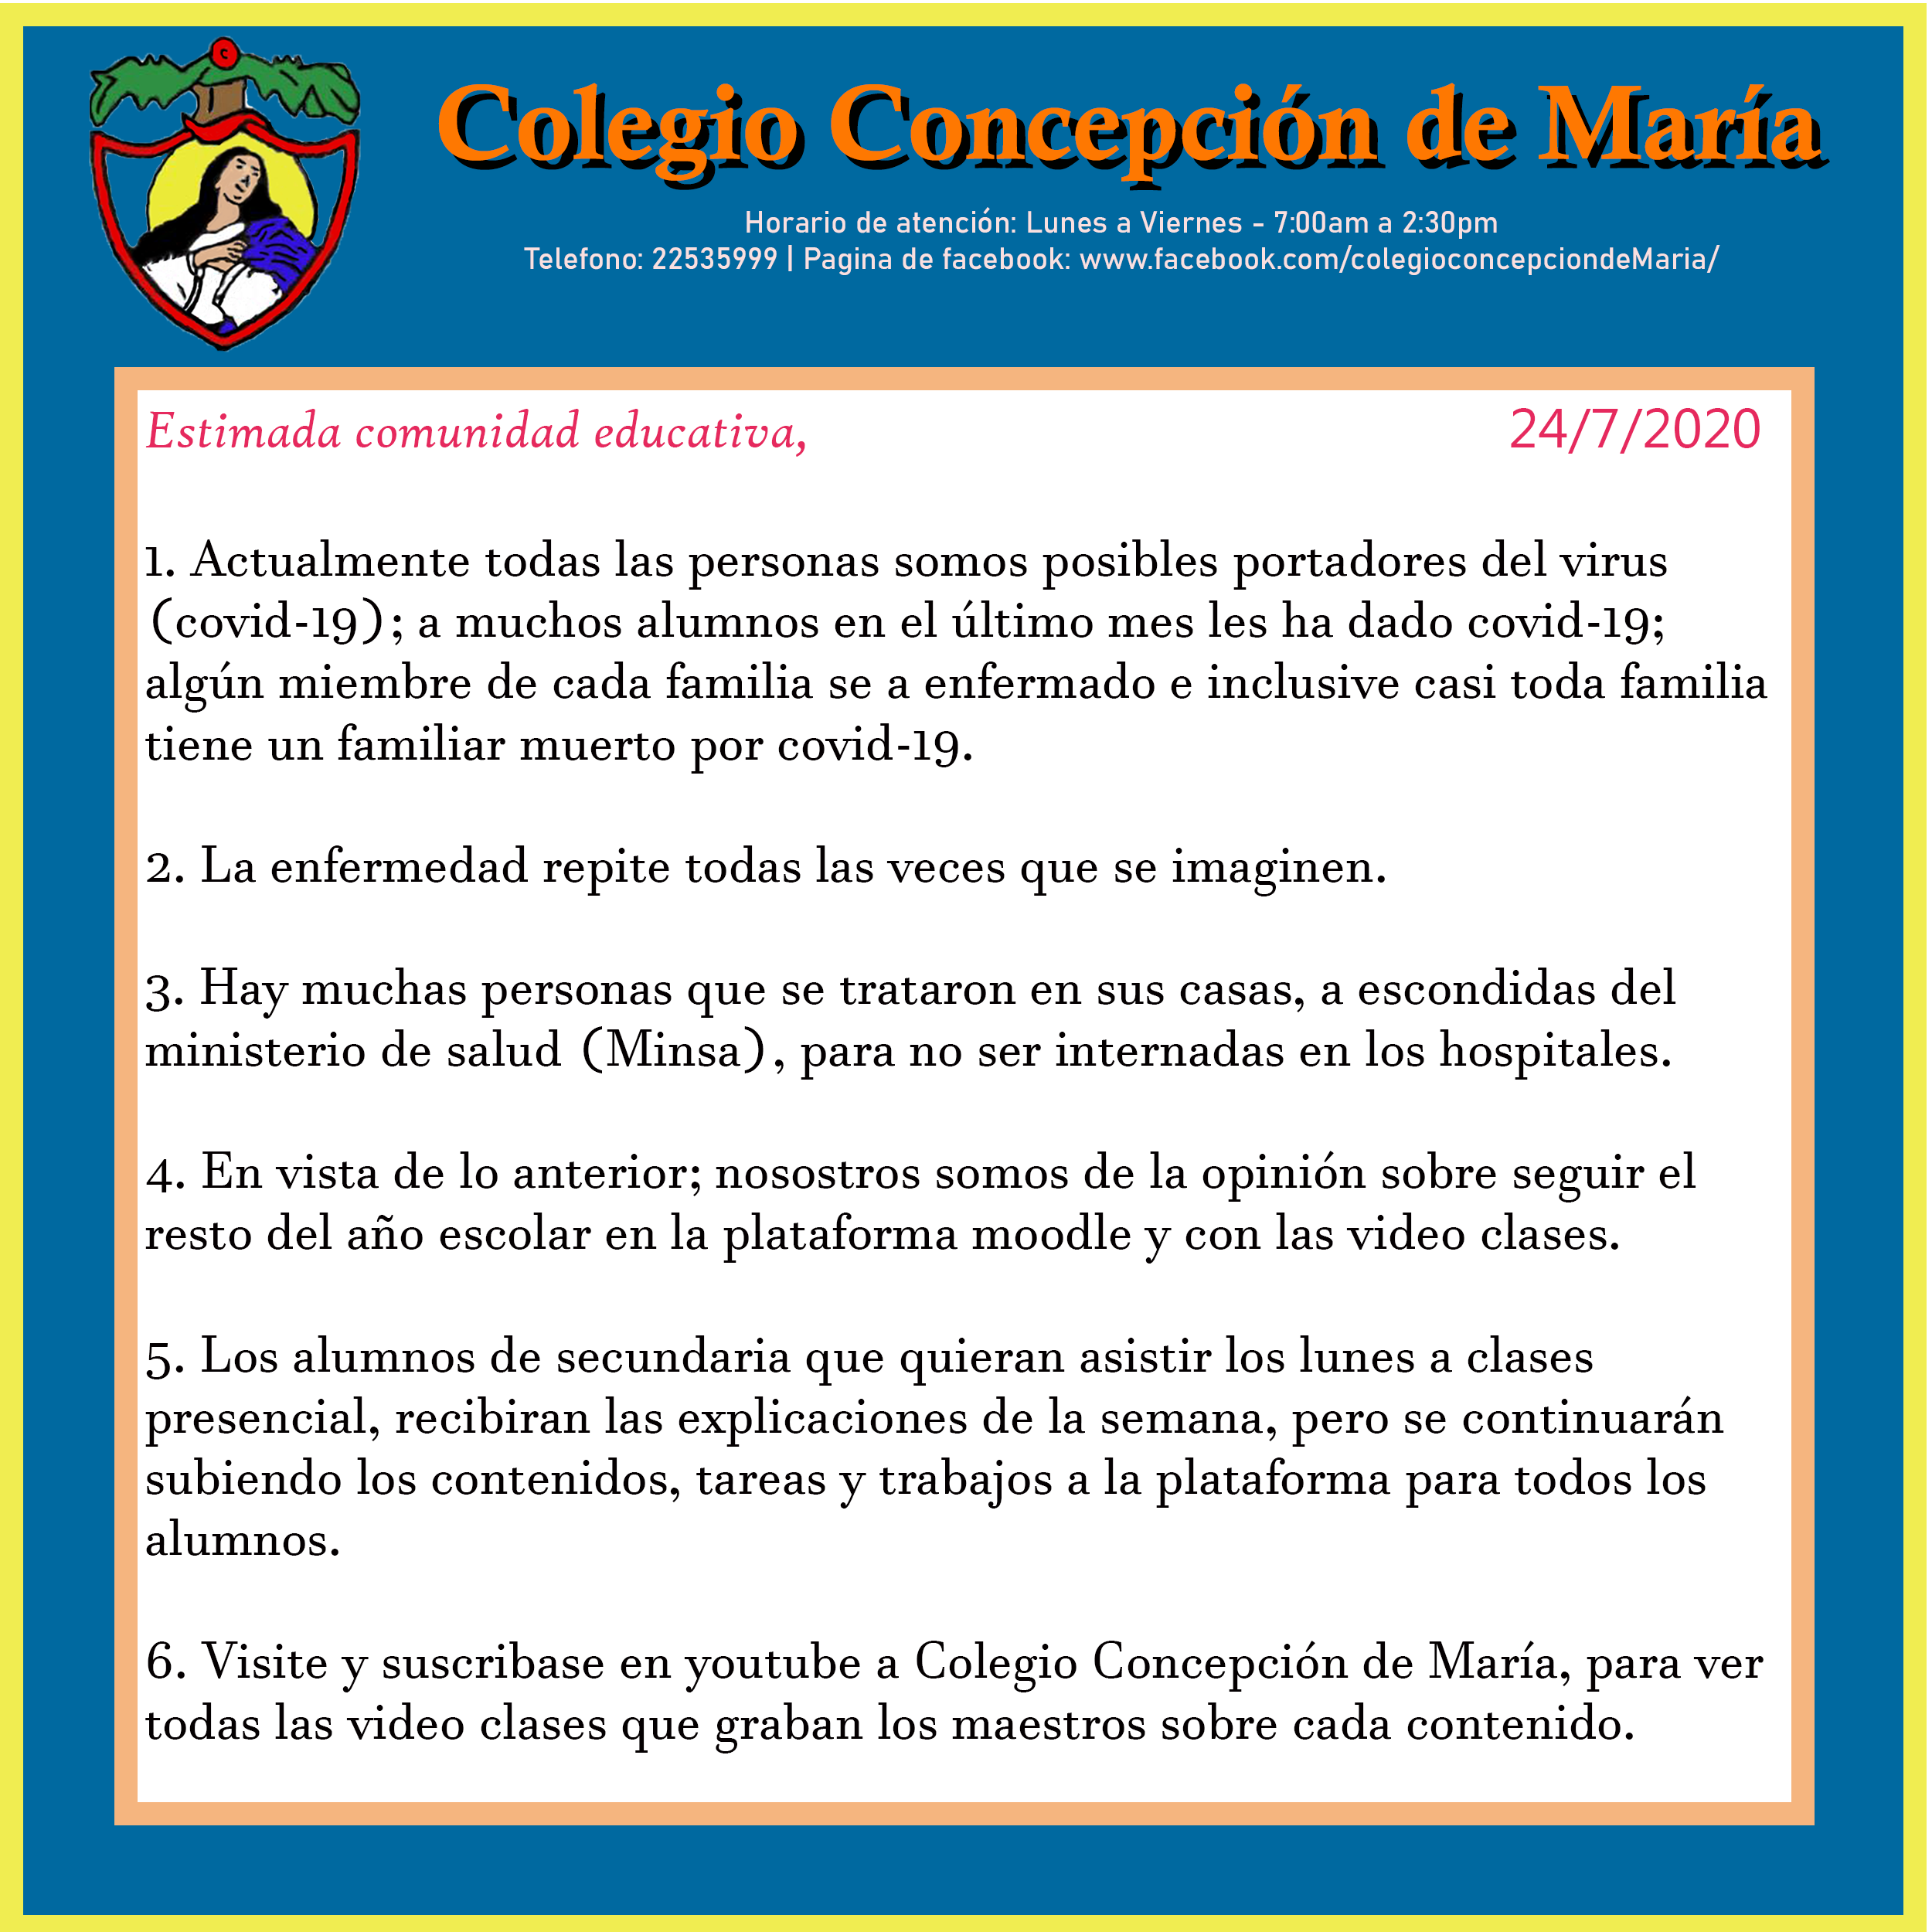 C
Colegio Concepción de María
Horario de atención: Lunes a Viernes - 7:00am a 2:30pm
Telefono: 22535999 | Pagina de facebook: www.facebook.com/colegioconcepciondeMaria/
Estimada comunidad educativa, 24/7/2020
1. Actualmente todas las personas somos posibles portadores del virus
(covid-19); a muchos alumnos en el último mes les ha dado covid-19;
algún miembre de cada familia se a enfermado e inclusive casi toda familia
tiene un familiar muerto por covid-19.
2. La enfermedad repite todas las veces que se imaginen.
3. Hay muchas personas que se trataron en sus casas, a escondidas del
ministerio de salud (Minsa), para no ser internadas en los hospitales.
4. En vista de lo anterior; nosostros somos de la opinión sobre seguir el
resto del año escolar en la plataforma moodle y con las video clases.
5. Los alumnos de secundaria que quieran asistir los lunes a clases
presencial, recibiran las explicaciones de la semana, pero se continuarán
subiendo los contenidos, tareas y trabajos a la plataforma para todos los
alumnos.
6. Visite y suscribase en youtube a Colegio Concepción de María, para ver
todas las video clases que graban los maestros sobre cada contenido.